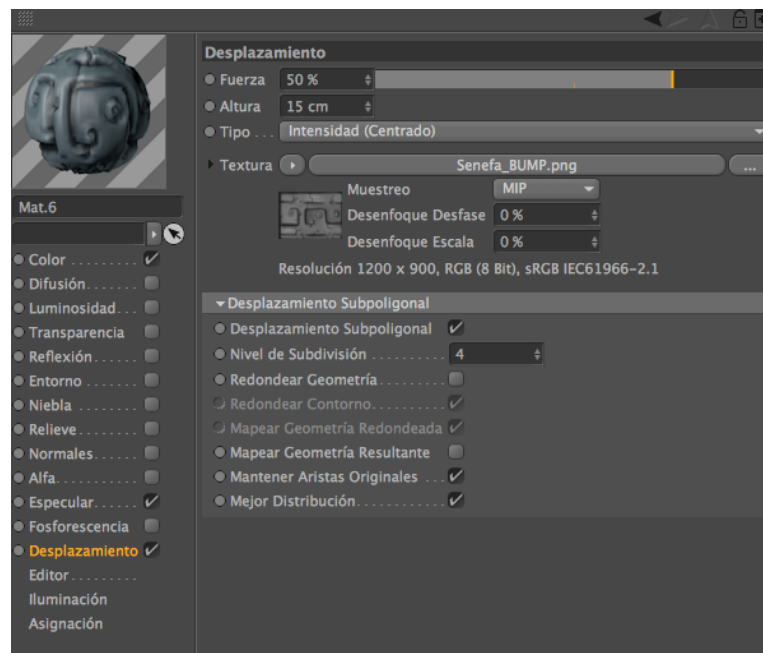 Desplazamiento
Fuerza 50 %
Altura 15 cm
Tipo . . . Intensidad (Centrado)
Textura Senefa_BUMP.png ...
Muestreo MIP
Desenfoque Desfase 0 %
Desenfoque Escala 0 %
Resolución 1200 x 900, RGB (8 Bit), sRGB IEC61966-2.1
Desplazamiento Subpoligonal
Desplazamiento Subpoligonal
Nivel de Subdivisión . . . . . . . . . . 4
Redondear Geometría . . . . . . . . .
Redondear Contorno. . . . . . . . . .
Mapear Geometría Redondeada
Mapear Geometría Resultante
Mantener Aristas Originales . . .
Mejor Distribución. . . . . . . . . . . .
Mat.6
Color . . . . . . . . .
Difusión. . . . . . .
Luminosidad. . .
Transparencia
Reflexión. . . . . .
Entorno . . . . . . .
Niebla . . . . . . . .
Relieve. . . . . . . .
Normales. . . . . .
Alfa. . . . . . . . . . .
Especular. . . . . .
Fosforescencia
Desplazamiento
Editor. . . . . . . . .
Iluminación
Asignación